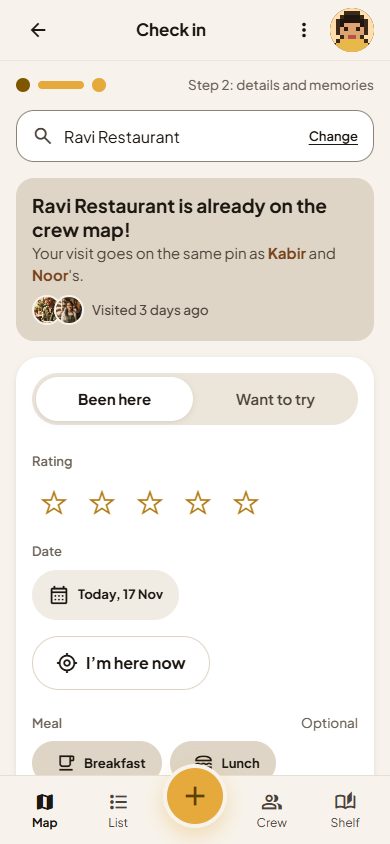 Check in
Step 2: details and memories
Ravi Restaurant
Change
Ravi Restaurant is already on the
crew map!
Your visit goes on the same pin as Kabir and
Noor's.
Visited 3 days ago
Been here
Want to try
Rating
Date
Today, 17 Nov
I'm here now
Meal
Optional
Breakfast
Lunch
Map
List
Crew
Shelf